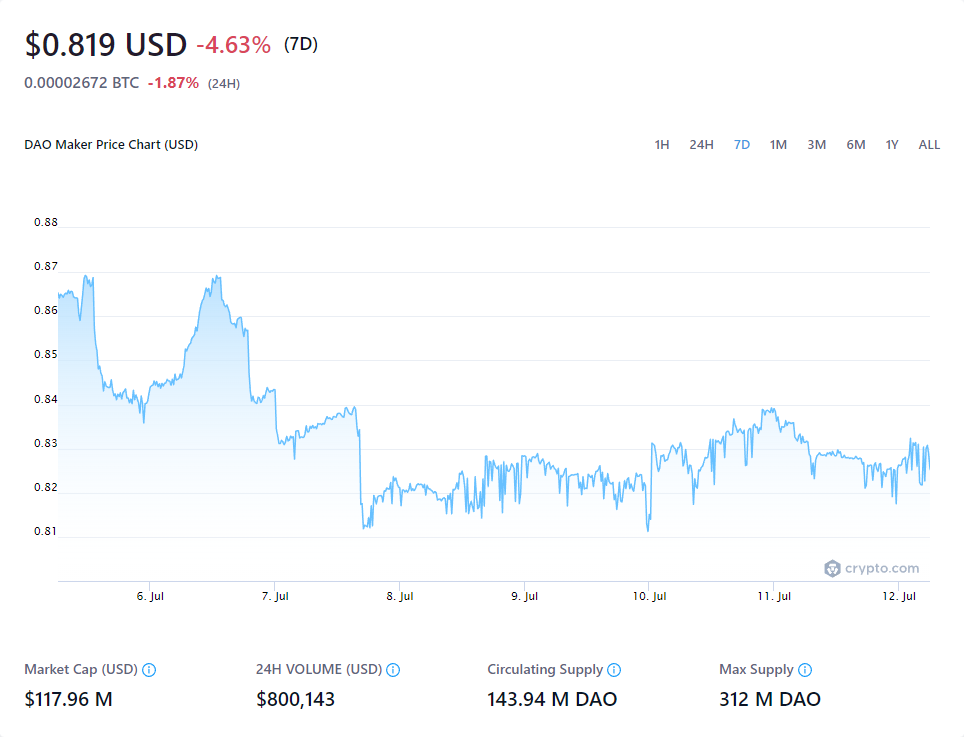 $0.819 USD -4.63% (7D)
0.00002672 BTC -1.87% (24H)
DAO Maker Price Chart (USD)
1H 24H 7D 1M 3M 6M 1Y ALL
0.88
0.87
0.86
0.85
0.84
0.83
0.82
0.81
crypto.com
6. Jul 7. Jul 8. Jul 9. Jul 10. Jul 11. Jul 12. Jul
Market Cap (USD) 24H VOLUME (USD) Circulating Supply Max Supply
$117.96 M $800,143 143.94 M DAO 312 M DAO